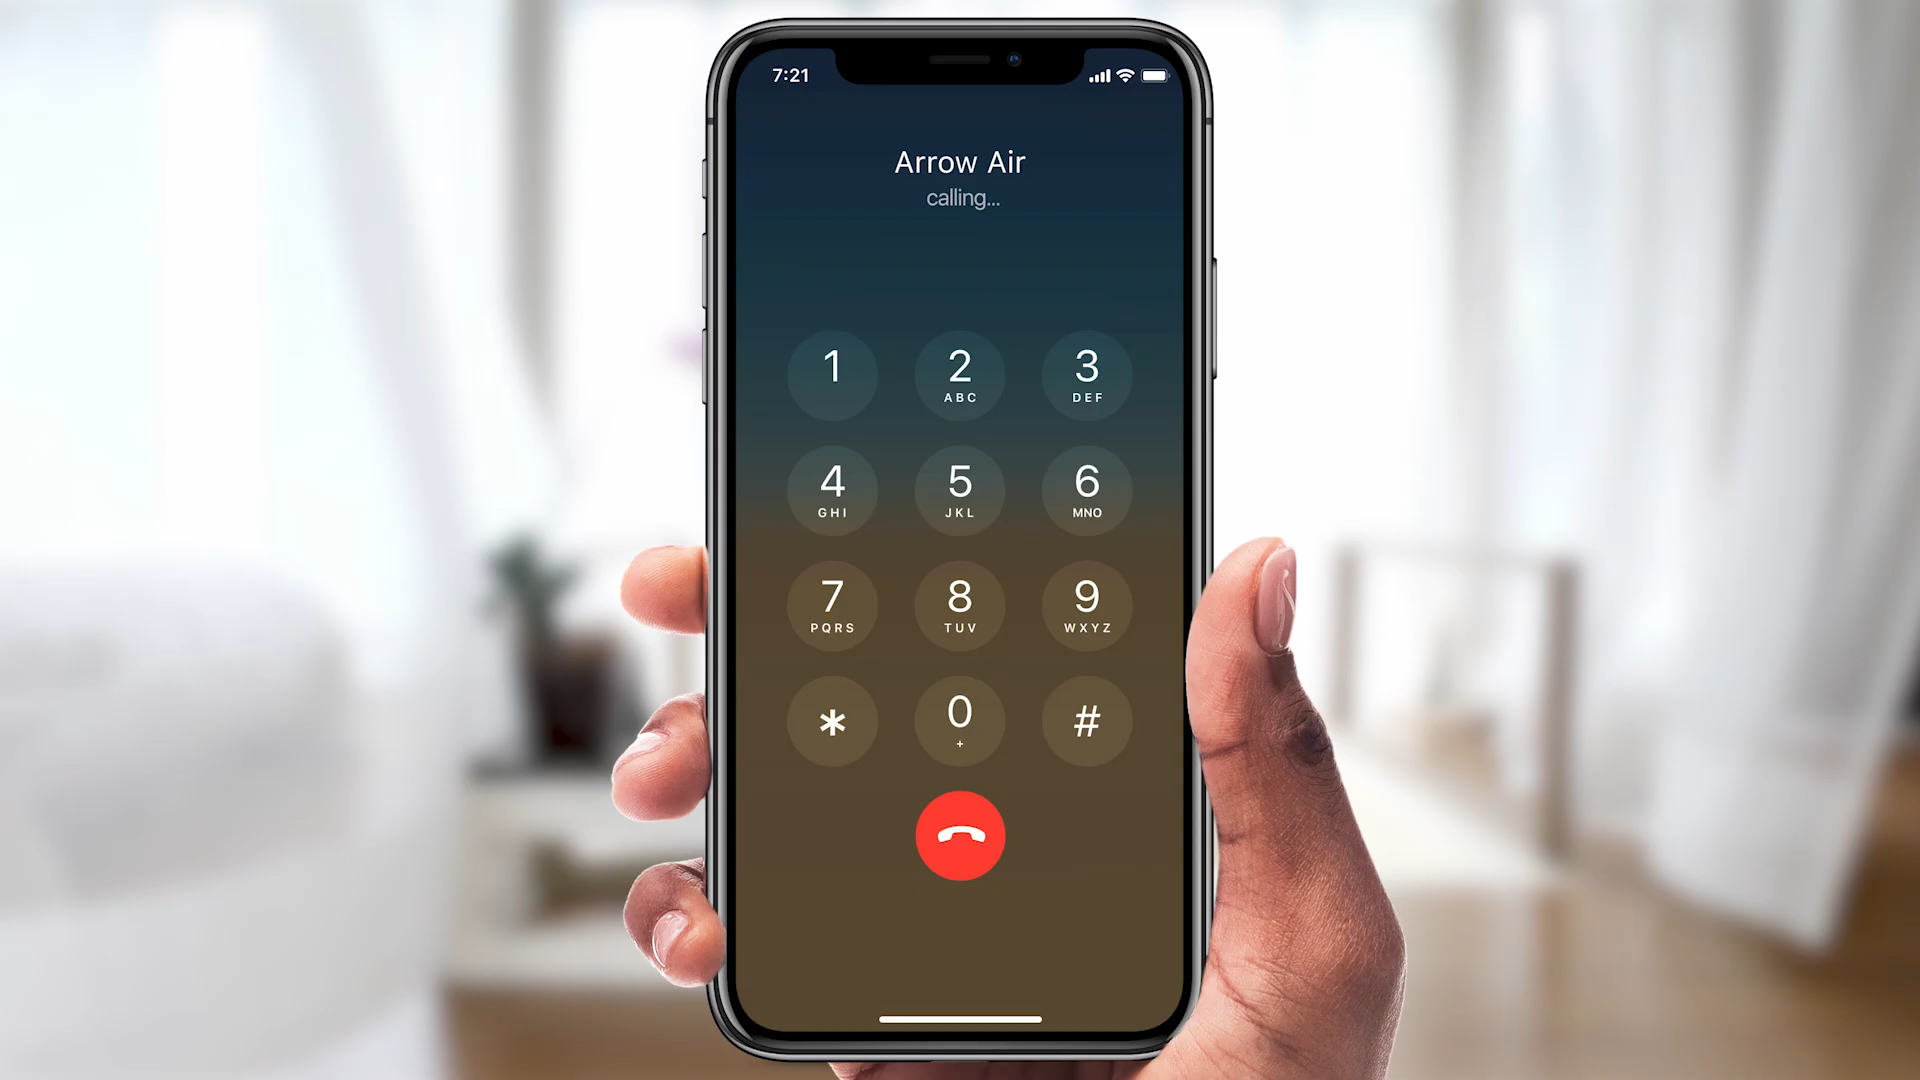 7:21
Arrow Air
calling...
1 2 3
ABC DEF
4 5 6
GHI JKL MNO
7 8 9
PQRS TUV WXYZ
* 0 #
+